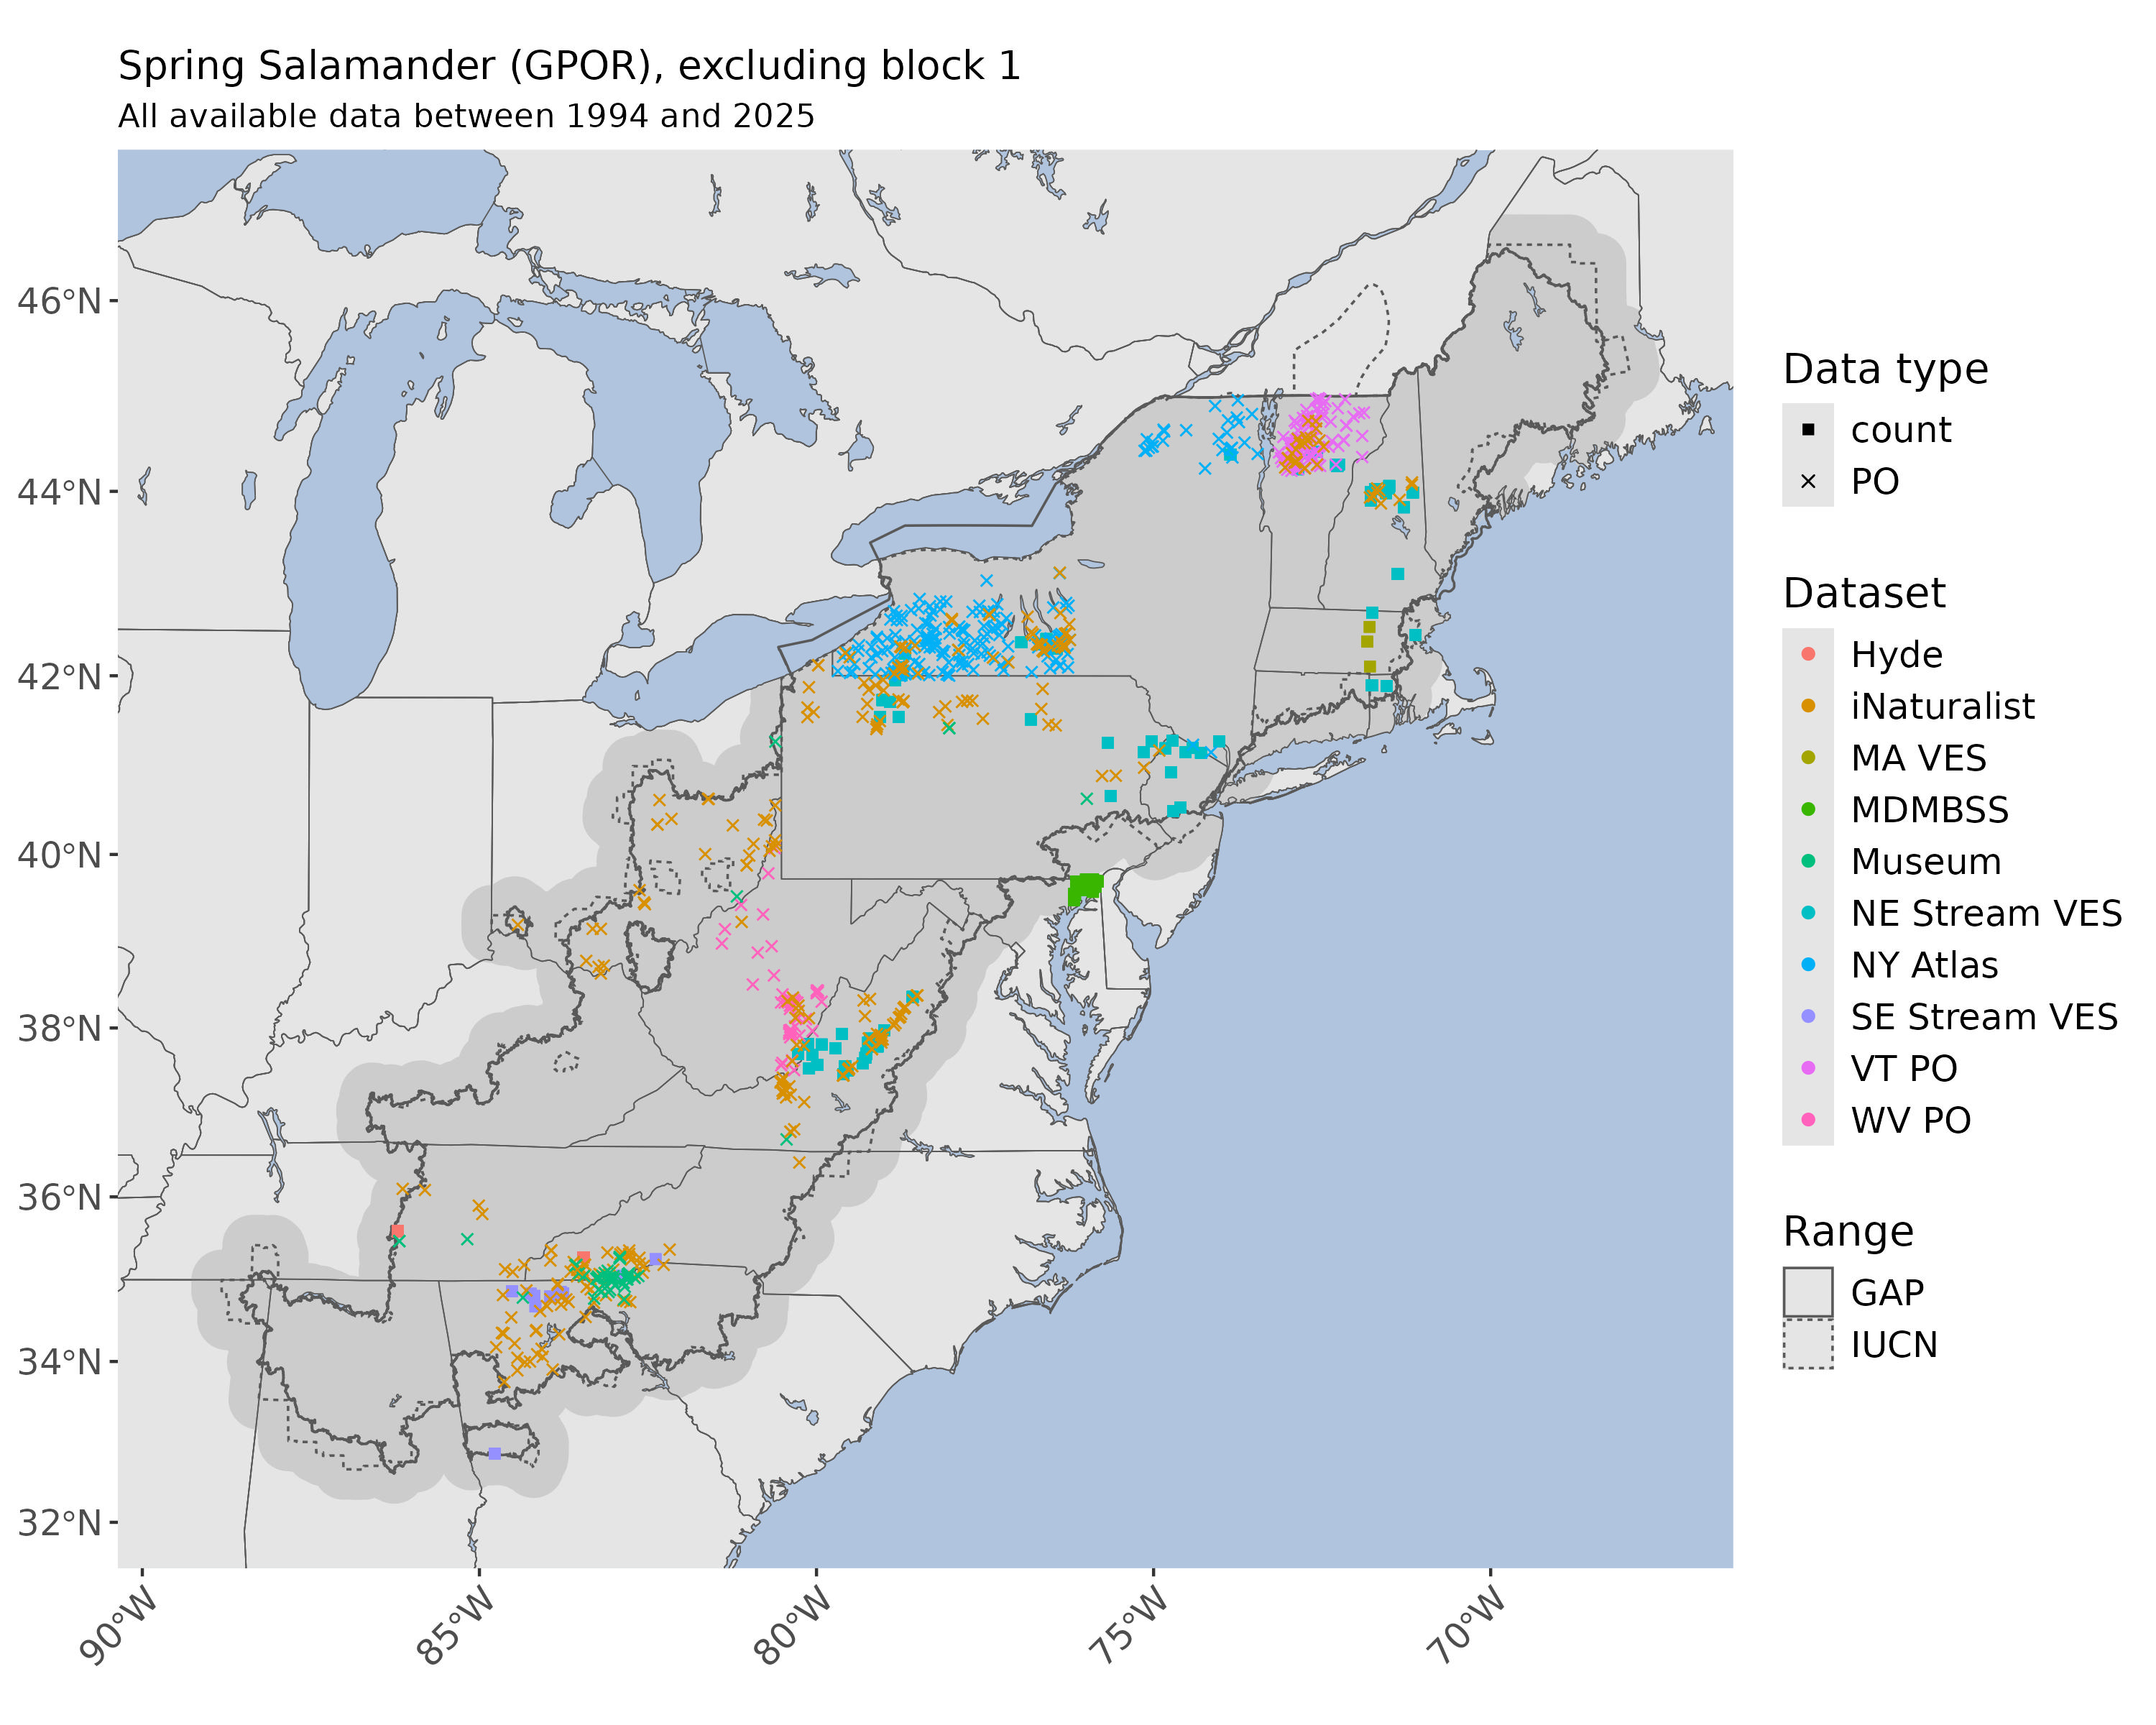 Spring Salamander (GPOR), excluding block 1
All available data between 1994 and 2025
46°N
44°N
42°N
40°N
38°N
36°N
34°N
32°N
90°W
85°W
80°W
75°W
70°W
Data type
count
PO
Dataset
Hyde
iNaturalist
MA VES
MDMBSS
Museum
NE Stream VES
NY Atlas
SE Stream VES
VT PO
WV PO
Range
GAP
IUCN